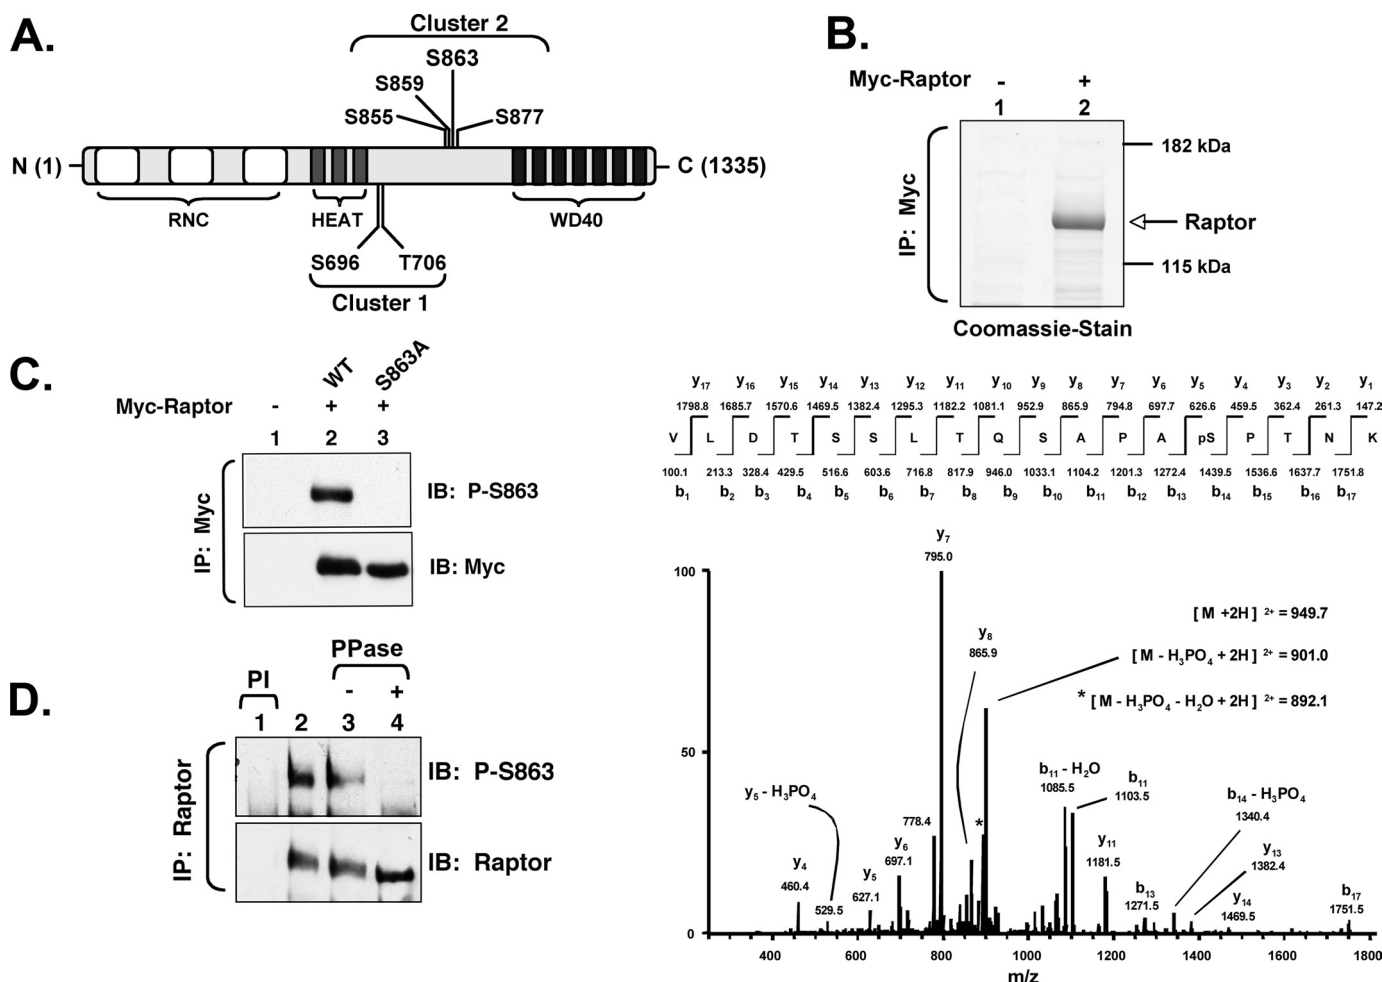 A.
Cluster 2
S863
S859
S855
S877
N (1)
C (1335)
RNC
HEAT
WD40
S696
T706
Cluster 1
B.
Myc-Raptor - +
1 2
IP: Myc
182 kDa
Raptor
115 kDa
Coomassie-Stain
C.
WT S863A
Myc-Raptor - + +
1 2 3
IP: Myc
IB: P-S863
IB: Myc
D.
PPase
PI - +
1 2 3 4
IP: Raptor
IB: P-S863
IB: Raptor
y17 y16 y15 y14 y13 y12 y11 y10 y9 y8 y7 y6 y5 y4 y3 y2 y1
1798.8 1685.7 1570.6 1469.5 1382.4 1295.3 1182.2 1081.1 952.9 865.9 794.8 697.7 626.6 459.5 362.4 261.3 147.2
V L D T S S L T Q S A P A pS P T N K
100.1 213.3 328.4 429.5 516.6 603.6 716.8 817.9 946.0 1033.1 1104.2 1201.3 1272.4 1439.5 1536.6 1637.7 1751.8
b1 b2 b3 b4 b5 b6 b7 b8 b9 b10 b11 b12 b13 b14 b15 b16 b17
y7
795.0
100
[ M +2H ] 2+ = 949.7
y8
865.9
[ M - H3PO4 + 2H ] 2+ = 901.0
* [ M - H3PO4 - H2O + 2H ] 2+ = 892.1
50
y5 - H3PO4
b11 - H2O
1085.5
b11
1103.5
b14 - H3PO4
1340.4
778.4
*
y6
697.1
y11
1181.5
y13
1382.4
y4
460.4
y5
627.1
529.5
b13
1271.5
y14
1469.5
b17
1751.5
0
400 600 800 1000 1200 1400 1600 1800
m/z